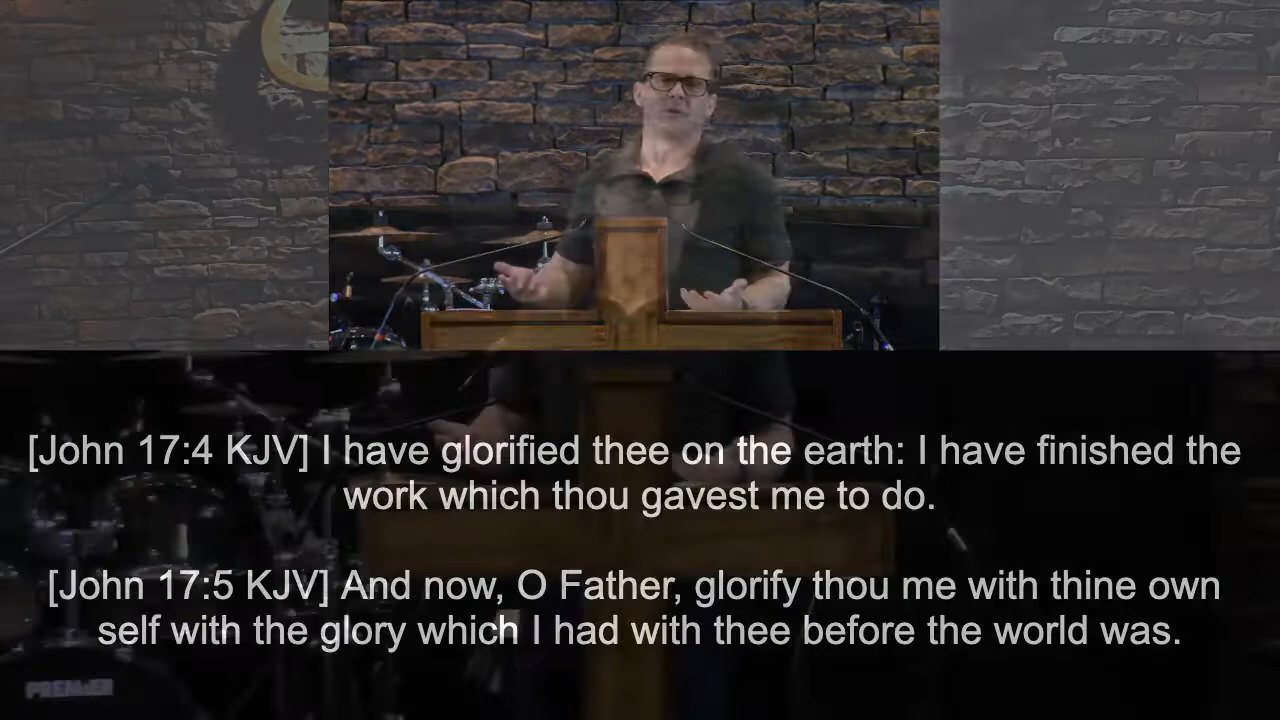 [John 17:4 KJV] I have glorified thee on the earth: I have finished the
work which thou gavest me to do.
[John 17:5 KJV] And now, O Father, glorify thou me with thine own
self with the glory which I had with thee before the world was.
PREMIER